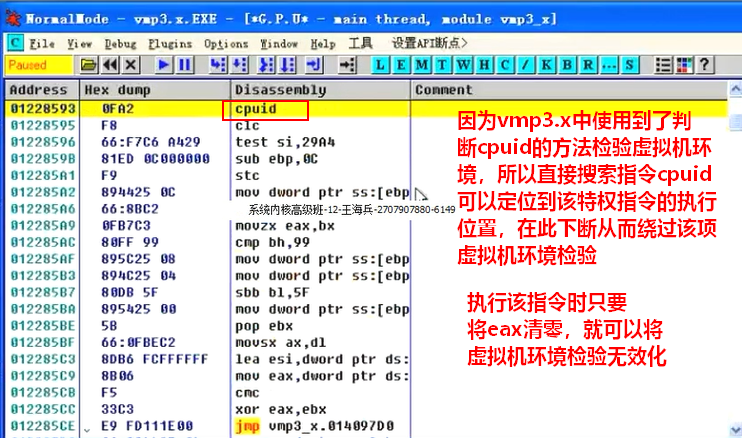 NormalMode - vmp3.x.EXE - [*G.P.U* - main thread, module vmp3_x]
C File View Debug Plugins Options Window Help 工具 设置API断点>
Paused L E M T W H C / K B R ... S ?
Address Hex dump Disassembly Comment
01228593 0FA2 cpuid
01228595 F8 clc
01228596 66:F7C6 A429 test si,29A4
0122859B 81ED 0C000000 sub ebp,0C
012285A1 F9 stc
012285A2 894425 0C mov dword ptr ss:[ebp
012285A6 66:8BC2
系统内核高级班-12-王海兵-2707907880-6149
012285A9 0FB7C3 movzx eax,bx
012285AC 80FF 99 cmp bh,99
012285AF 895C25 08 mov dword ptr ss:[ebp
012285B3 894C25 04 mov dword ptr ss:[ebp
012285B7 80DB 5F sbb bl,5F
012285BA 895425 00 mov dword ptr ss:[ebp
012285BE 5B pop ebx
012285BF 66:0FBEC2 movsx ax,dl
012285C3 8DB6 FCFFFFFF lea esi,dword ptr ds:
012285C9 8B06 mov eax,dword ptr ds:
012285CB F5 cmc
012285CC 33C3 xor eax,ebx
012285CE E9 FD111E00 jmp vmp3_x.014097D0
因为vmp3.x中使用到了判
断cpuid的方法检验虚拟机环
境，所以直接搜索指令cpuid
可以定位到该特权指令的执行
位置，在此下断从而绕过该项
虚拟机环境检验
执行该指令时只要
将eax清零，就可以将
虚拟机环境检验无效化